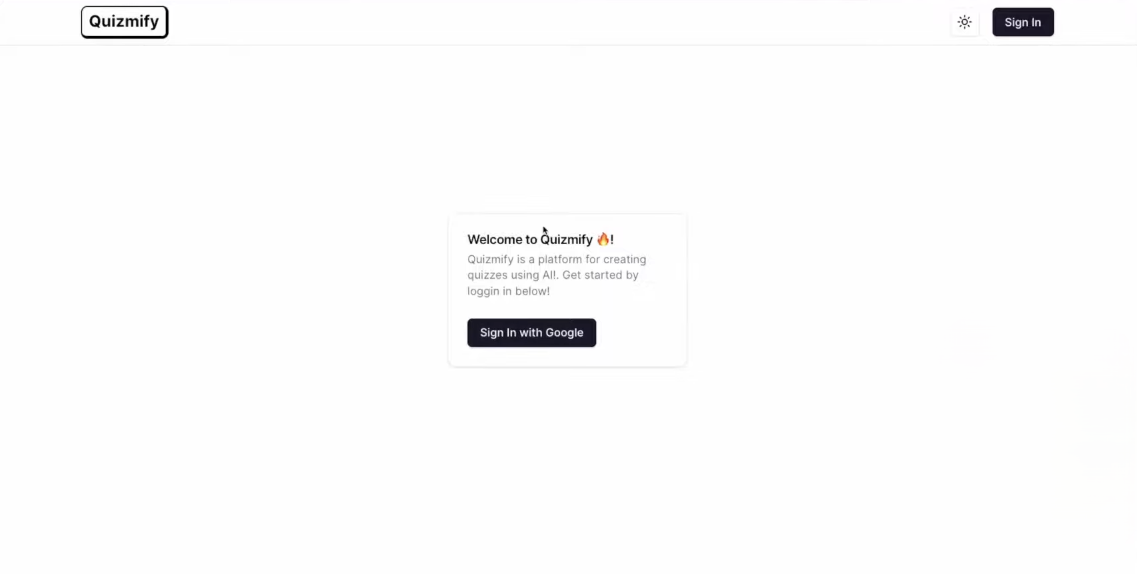 Quizmify
Sign In
Welcome to Quizmify 🔥!
Quizmify is a platform for creating
quizzes using AI!. Get started by
loggin in below!
Sign In with Google